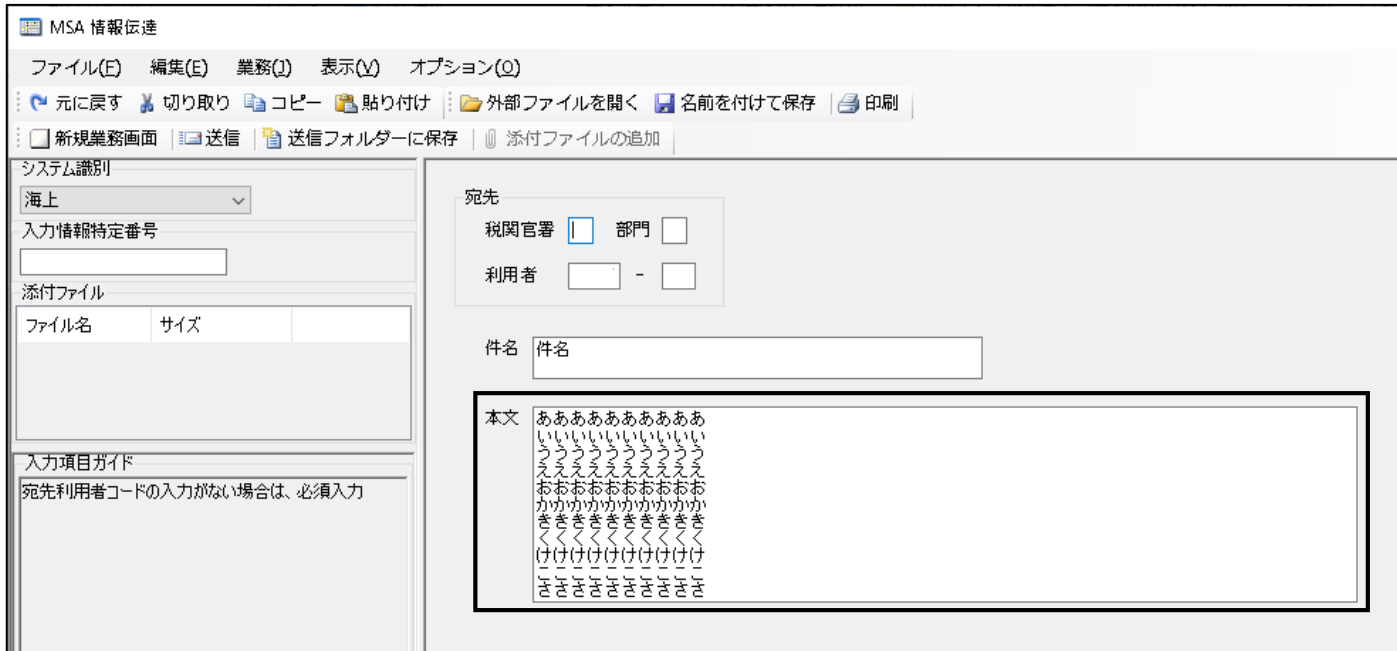 MSA 情報伝達
ファイル(F) 編集(E) 業務(J) 表示(V) オプション(O)
元に戻す 切り取り コピー 貼り付け 外部ファイルを開く 名前を付けて保存 印刷
新規業務画面 送信 送信フォルダーに保存 添付ファイルの追加
システム識別
海上
入力情報特定番号
添付ファイル
ファイル名 サイズ
入力項目ガイド
宛先利用者コードの入力がない場合は、必須入力
宛先
税関官署 部門
利用者 -
件名 件名
本文 ああああああああああ
いいいいいいいいいい
うううううううううう
ええええええええええ
おおおおおおおおおお
かかかかかかかかかか
きききききききききき
くくくくくくくくくく
けけけけけけけけけけ
ここここここここここ
ささささささささささ